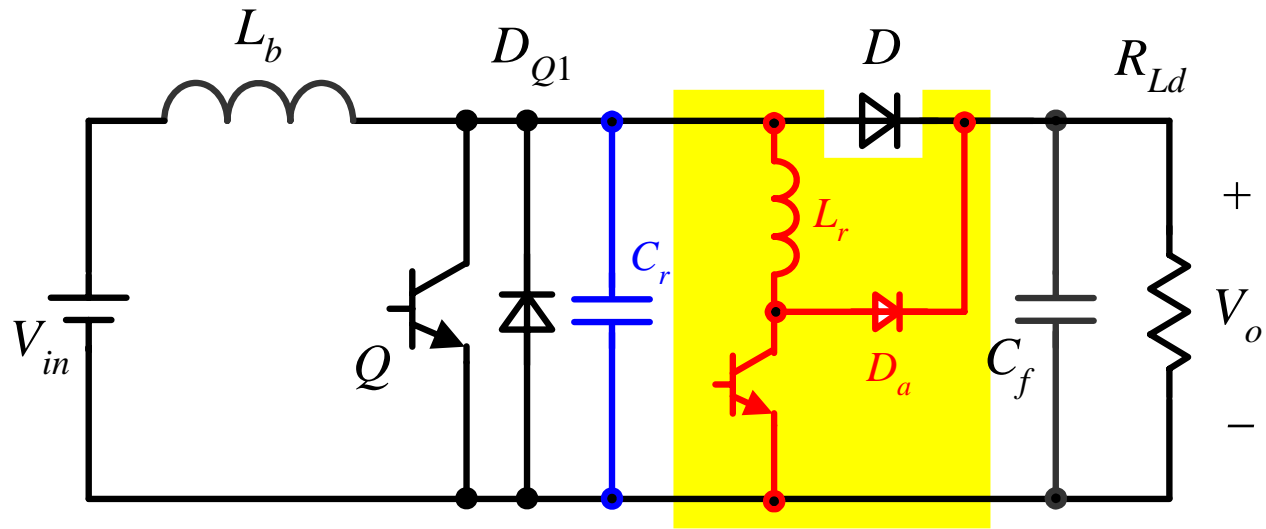 L_b
D_Q1
D
R_Ld
+
L_r
C_r
V_in
Q
D_a
C_f
V_o
−